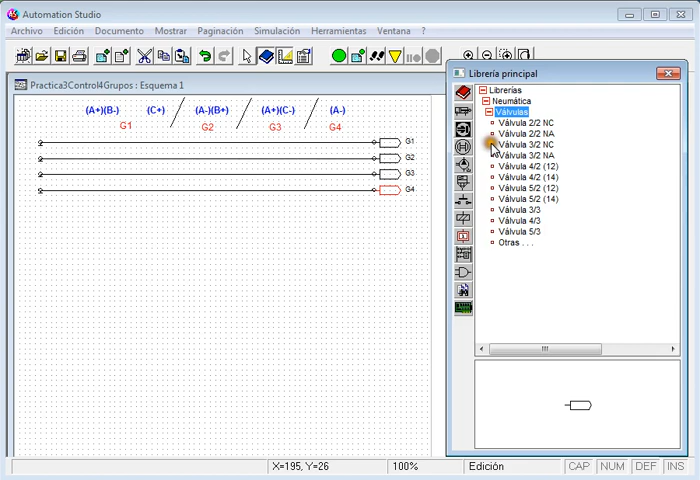 Automation Studio
Archivo Edición Documento Mostrar Paginación Simulación Herramientas Ventana ?
Practica3Control4Grupos : Esquema 1
(A+)(B-) (C+) (A-)(B+) (A+)(C-) (A-)
G1 G2 G3 G4
G1
G2
G3
G4
Librería principal
Librerías
Neumática
Válvulas
Válvula 2/2 NC
Válvula 2/2 NA
Válvula 3/2 NC
Válvula 3/2 NA
Válvula 4/2 (12)
Válvula 4/2 (14)
Válvula 5/2 (12)
Válvula 5/2 (14)
Válvula 3/3
Válvula 4/3
Válvula 5/3
Otras . . .
X=195, Y=26 100% Edición CAP NUM DEF INS